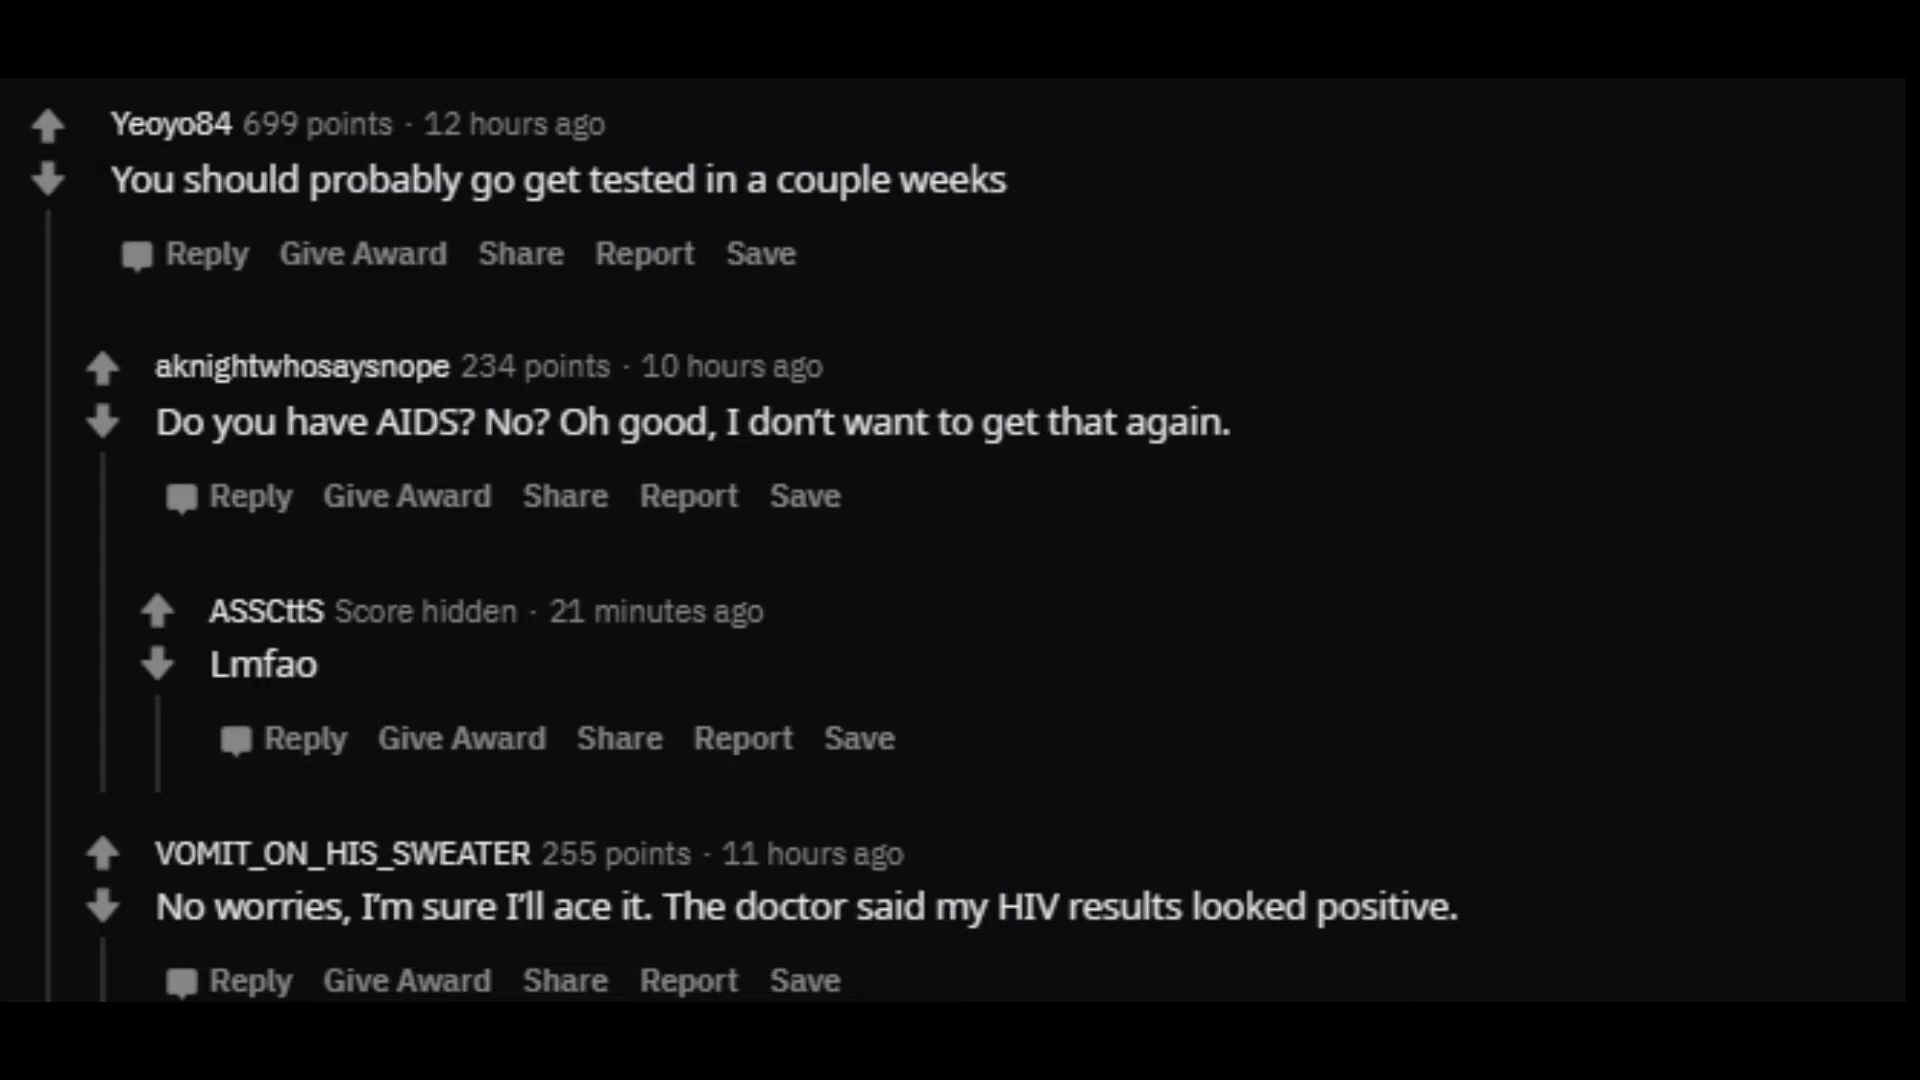 Yeoyo84 699 points · 12 hours ago
You should probably go get tested in a couple weeks
Reply Give Award Share Report Save
aknightwhosaysnope 234 points · 10 hours ago
Do you have AIDS? No? Oh good, I don't want to get that again.
Reply Give Award Share Report Save
ASSCttS Score hidden · 21 minutes ago
Lmfao
Reply Give Award Share Report Save
VOMIT_ON_HIS_SWEATER 255 points · 11 hours ago
No worries, I'm sure I'll ace it. The doctor said my HIV results looked positive.
Reply Give Award Share Report Save